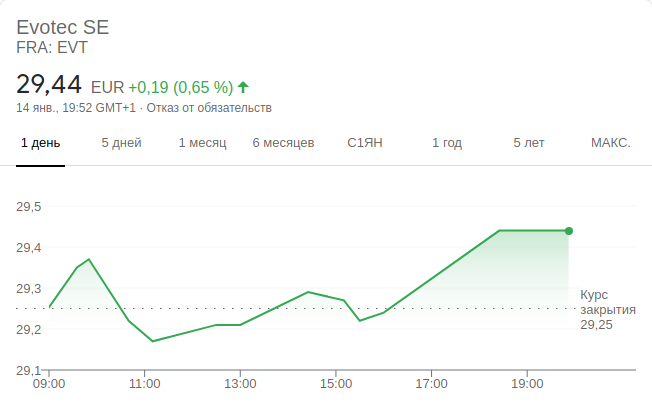 Evotec SE
FRA: EVT
29,44 EUR +0,19 (0,65 %)
14 янв., 19:52 GMT+1 · Отказ от обязательств
1 день 5 дней 1 месяц 6 месяцев С1ЯН 1 год 5 лет МАКС.
29,5
29,4
29,3
29,2
29,1
Курс
закрытия
29,25
09:00 11:00 13:00 15:00 17:00 19:00